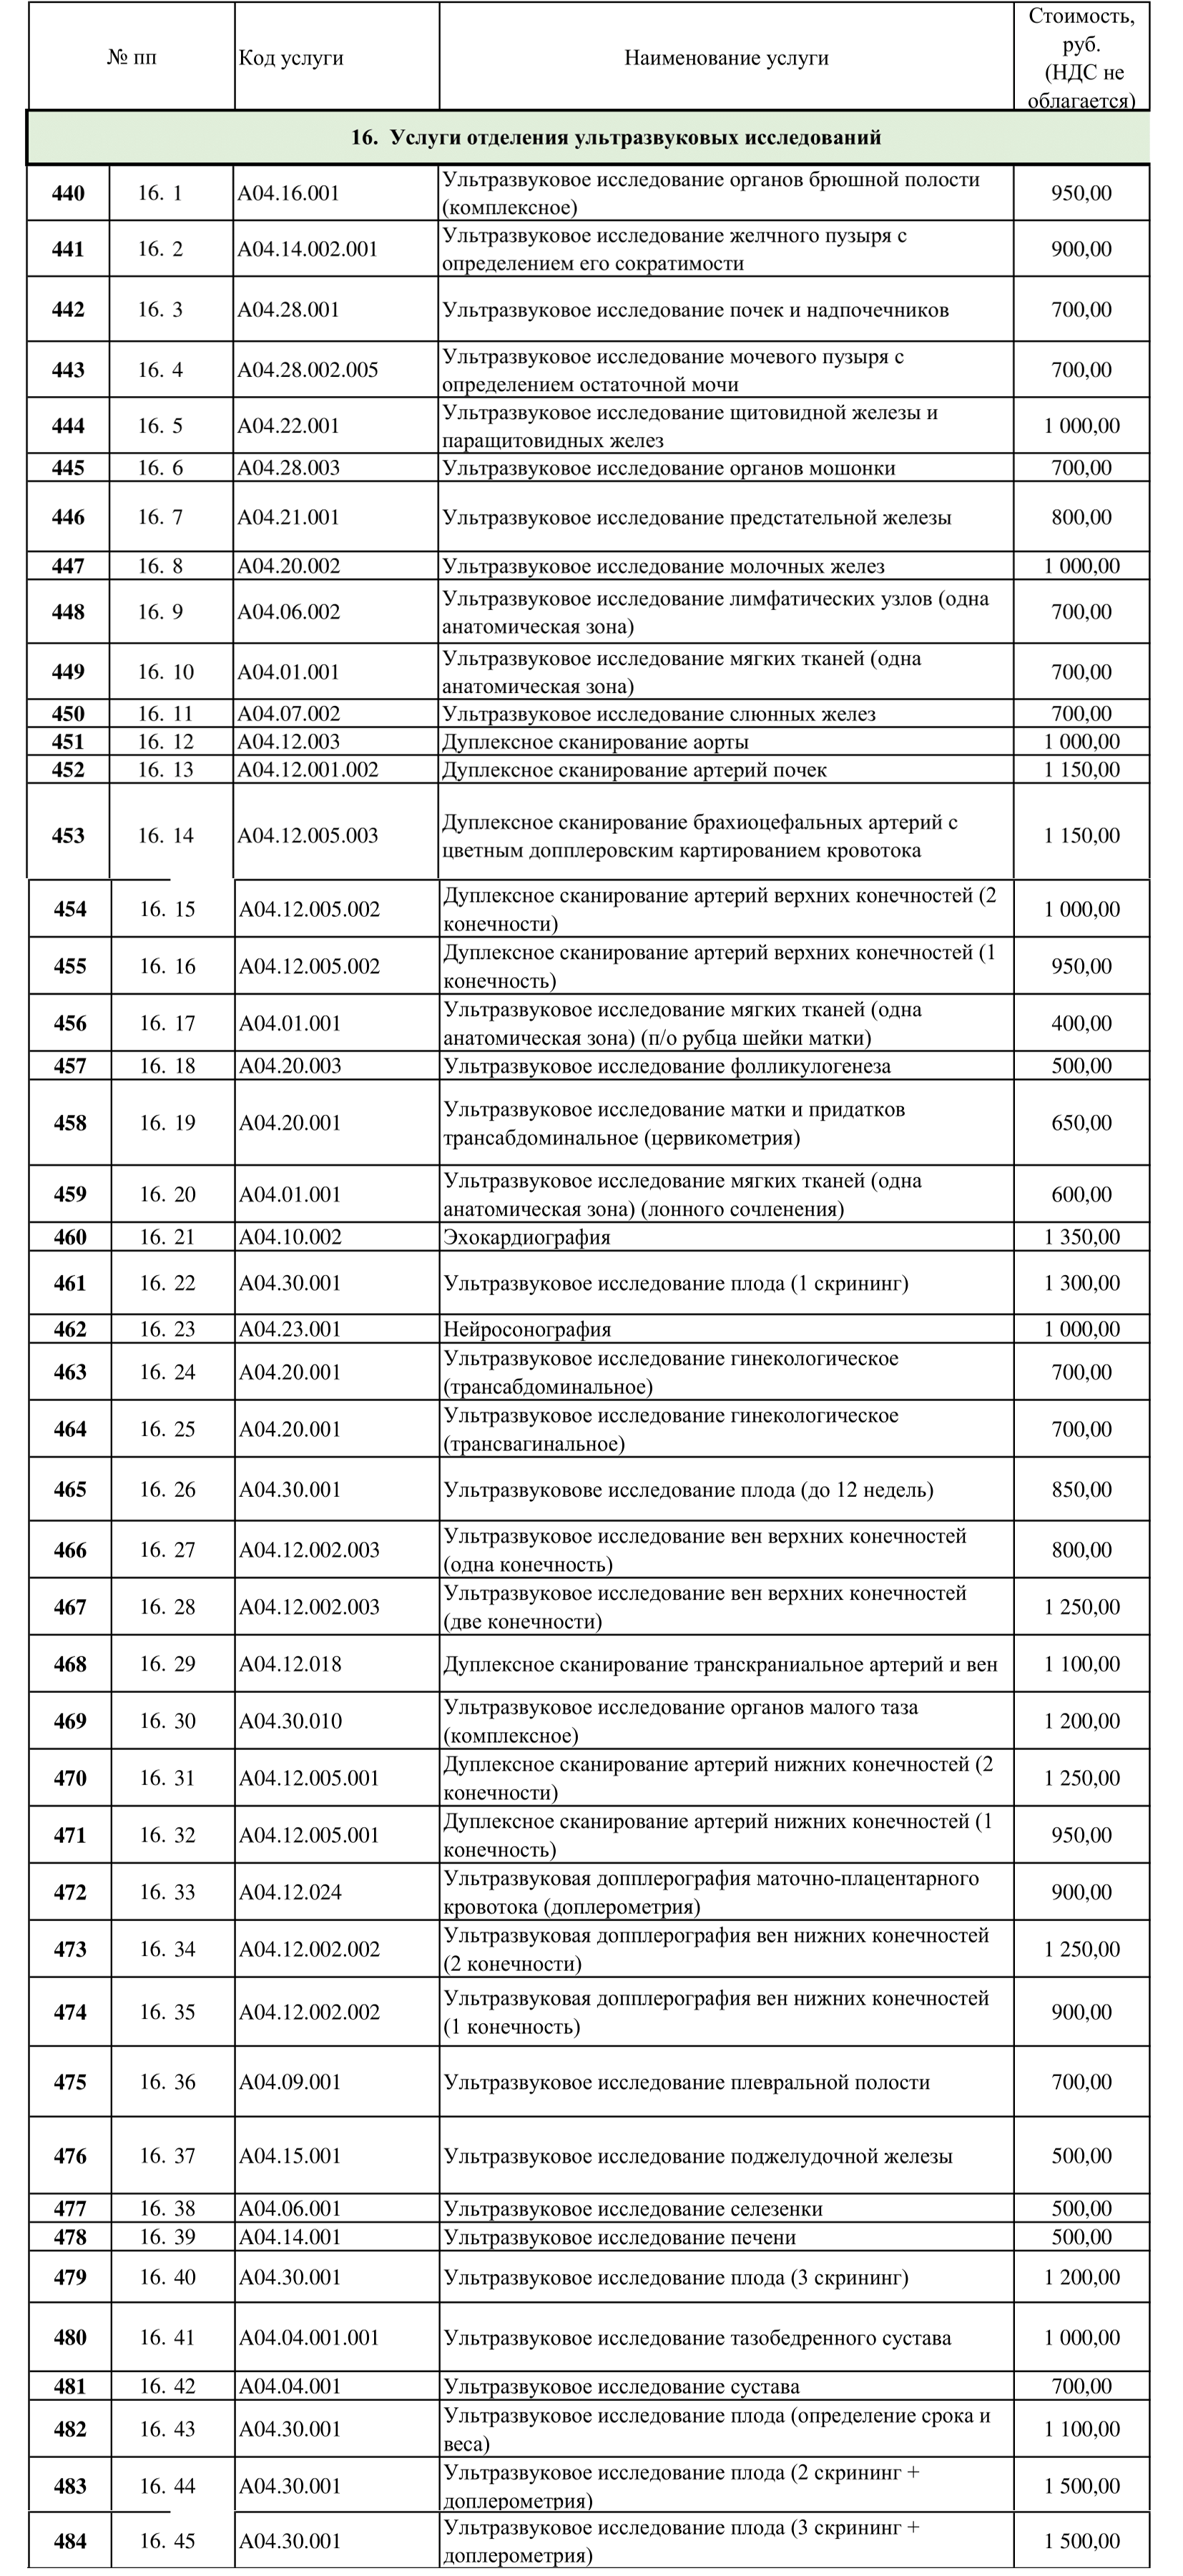 № пп Код услуги Наименование услуги Стоимость,
руб.
(НДС не
облагается)
16. Услуги отделения ультразвуковых исследований
440 16. 1 A04.16.001 Ультразвуковое исследование органов брюшной полости
(комплексное) 950,00
441 16. 2 A04.14.002.001 Ультразвуковое исследование желчного пузыря с
определением его сократимости 900,00
442 16. 3 A04.28.001 Ультразвуковое исследование почек и надпочечников 700,00
443 16. 4 A04.28.002.005 Ультразвуковое исследование мочевого пузыря с
определением остаточной мочи 700,00
444 16. 5 A04.22.001 Ультразвуковое исследование щитовидной железы и
паращитовидных желез 1 000,00
445 16. 6 A04.28.003 Ультразвуковое исследование органов мошонки 700,00
446 16. 7 A04.21.001 Ультразвуковое исследование предстательной железы 800,00
447 16. 8 A04.20.002 Ультразвуковое исследование молочных желез 1 000,00
448 16. 9 A04.06.002 Ультразвуковое исследование лимфатических узлов (одна
анатомическая зона) 700,00
449 16. 10 A04.01.001 Ультразвуковое исследование мягких тканей (одна
анатомическая зона) 700,00
450 16. 11 A04.07.002 Ультразвуковое исследование слюнных желез 700,00
451 16. 12 A04.12.003 Дуплексное сканирование аорты 1 000,00
452 16. 13 A04.12.001.002 Дуплексное сканирование артерий почек 1 150,00
453 16. 14 A04.12.005.003 Дуплексное сканирование брахиоцефальных артерий с
цветным допплеровским картированием кровотока 1 150,00
454 16. 15 A04.12.005.002 Дуплексное сканирование артерий верхних конечностей (2
конечности) 1 000,00
455 16. 16 A04.12.005.002 Дуплексное сканирование артерий верхних конечностей (1
конечность) 950,00
456 16. 17 A04.01.001 Ультразвуковое исследование мягких тканей (одна
анатомическая зона) (п/о рубца шейки матки) 400,00
457 16. 18 A04.20.003 Ультразвуковое исследование фолликулогенеза 500,00
458 16. 19 A04.20.001 Ультразвуковое исследование матки и придатков
трансабдоминальное (цервикометрия) 650,00
459 16. 20 A04.01.001 Ультразвуковое исследование мягких тканей (одна
анатомическая зона) (лонного сочленения) 600,00
460 16. 21 A04.10.002 Эхокардиография 1 350,00
461 16. 22 A04.30.001 Ультразвуковое исследование плода (1 скрининг) 1 300,00
462 16. 23 A04.23.001 Нейросонография 1 000,00
463 16. 24 A04.20.001 Ультразвуковое исследование гинекологическое
(трансабдоминальное) 700,00
464 16. 25 A04.20.001 Ультразвуковое исследование гинекологическое
(трансвагинальное) 700,00
465 16. 26 A04.30.001 Ультразвуковове исследование плода (до 12 недель) 850,00
466 16. 27 A04.12.002.003 Ультразвуковое исследование вен верхних конечностей
(одна конечность) 800,00
467 16. 28 A04.12.002.003 Ультразвуковое исследование вен верхних конечностей
(две конечности) 1 250,00
468 16. 29 A04.12.018 Дуплексное сканирование транскраниальное артерий и вен 1 100,00
469 16. 30 A04.30.010 Ультразвуковое исследование органов малого таза
(комплексное) 1 200,00
470 16. 31 A04.12.005.001 Дуплексное сканирование артерий нижних конечностей (2
конечности) 1 250,00
471 16. 32 A04.12.005.001 Дуплексное сканирование артерий нижних конечностей (1
конечность) 950,00
472 16. 33 A04.12.024 Ультразвуковая допплерография маточно-плацентарного
кровотока (доплерометрия) 900,00
473 16. 34 A04.12.002.002 Ультразвуковая допплерография вен нижних конечностей
(2 конечности) 1 250,00
474 16. 35 A04.12.002.002 Ультразвуковая допплерография вен нижних конечностей
(1 конечность) 900,00
475 16. 36 A04.09.001 Ультразвуковое исследование плевральной полости 700,00
476 16. 37 A04.15.001 Ультразвуковое исследование поджелудочной железы 500,00
477 16. 38 A04.06.001 Ультразвуковое исследование селезенки 500,00
478 16. 39 A04.14.001 Ультразвуковое исследование печени 500,00
479 16. 40 A04.30.001 Ультразвуковое исследование плода (3 скрининг) 1 200,00
480 16. 41 A04.04.001.001 Ультразвуковое исследование тазобедренного сустава 1 000,00
481 16. 42 A04.04.001 Ультразвуковое исследование сустава 700,00
482 16. 43 A04.30.001 Ультразвуковое исследование плода (определение срока и
веса) 1 100,00
483 16. 44 A04.30.001 Ультразвуковое исследование плода (2 скрининг +
доплерометрия) 1 500,00
484 16. 45 A04.30.001 Ультразвуковое исследование плода (3 скрининг +
доплерометрия) 1 500,00